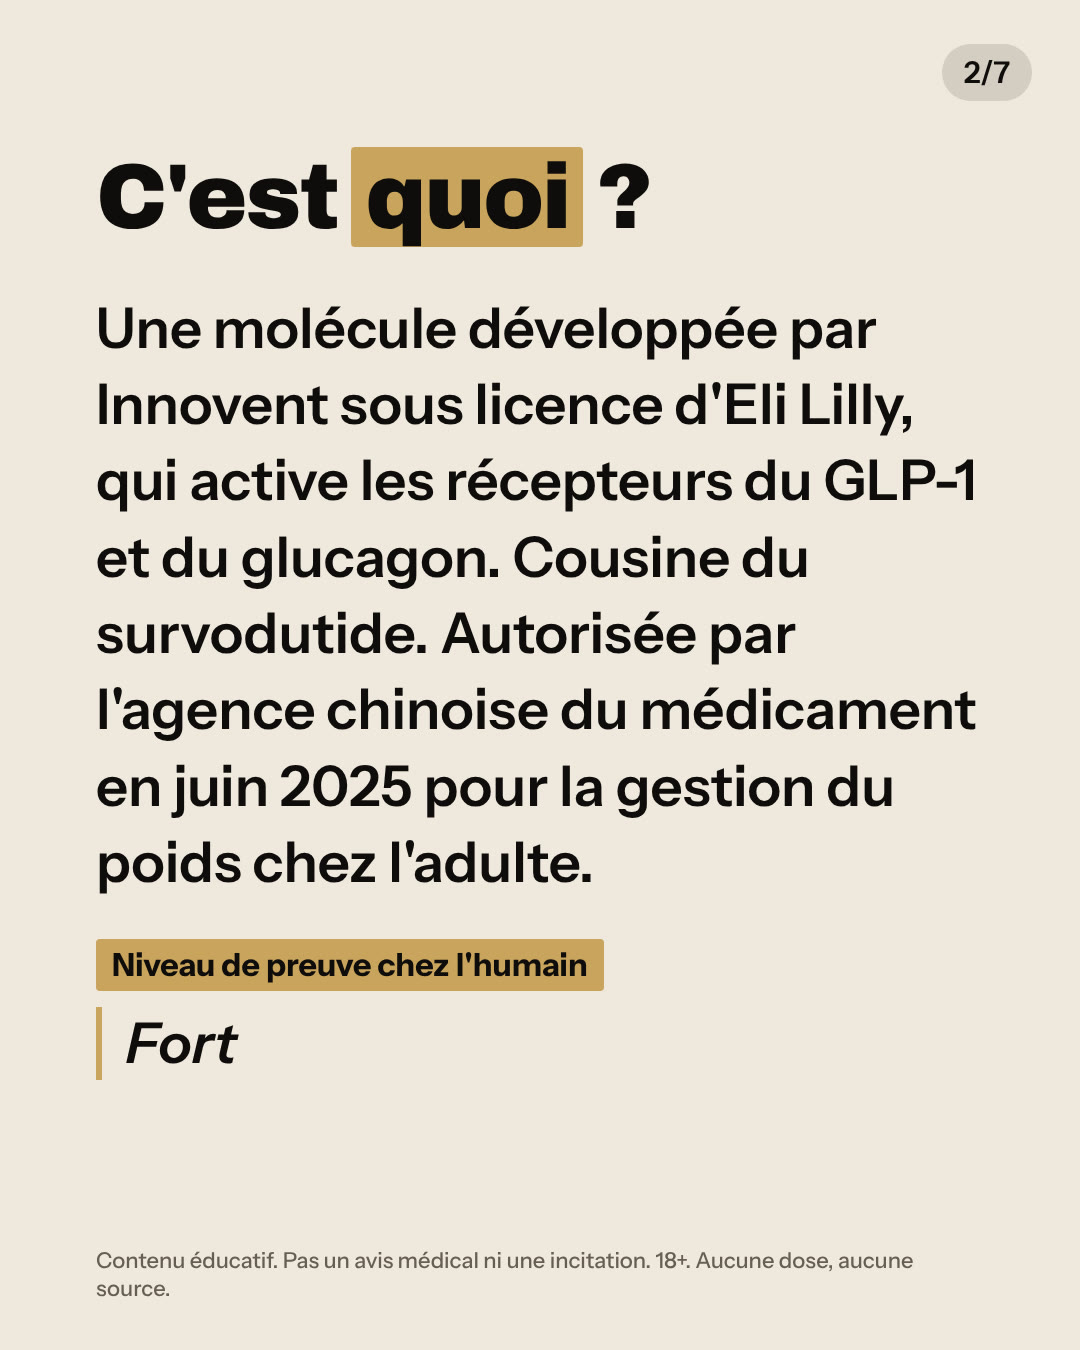 2/7
C'est quoi ?
Une molécule développée par
Innovent sous licence d'Eli Lilly,
qui active les récepteurs du GLP-1
et du glucagon. Cousine du
survodutide. Autorisée par
l'agence chinoise du médicament
en juin 2025 pour la gestion du
poids chez l'adulte.
Niveau de preuve chez l'humain
Fort
Contenu éducatif. Pas un avis médical ni une incitation. 18+. Aucune dose, aucune
source.